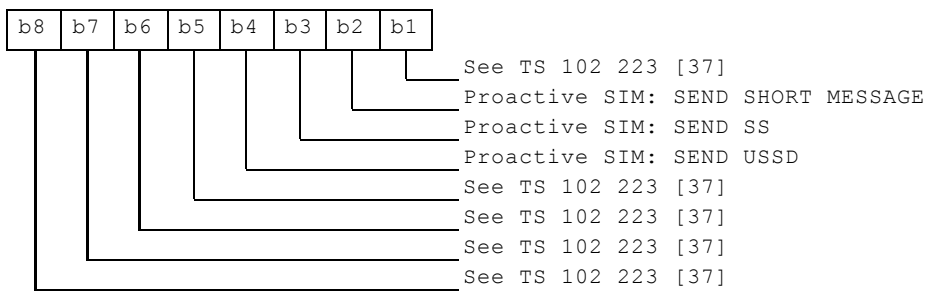 b8 b7 b6 b5 b4 b3 b2 b1
See TS 102 223 [37]
Proactive SIM: SEND SHORT MESSAGE
Proactive SIM: SEND SS
Proactive SIM: SEND USSD
See TS 102 223 [37]
See TS 102 223 [37]
See TS 102 223 [37]
See TS 102 223 [37]